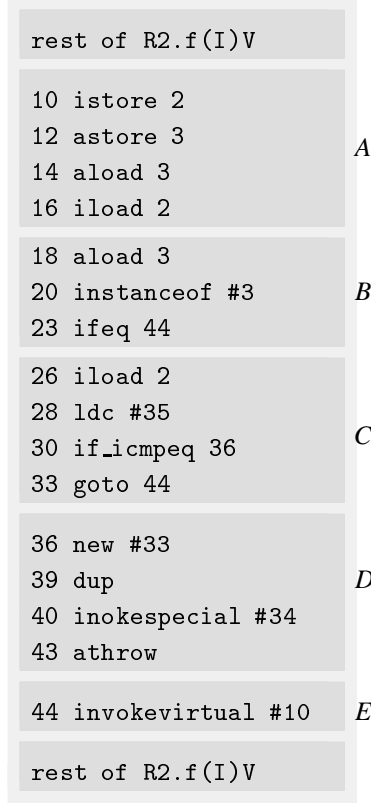 rest of R2.f(I)V
10 istore 2
12 astore 3
14 aload 3
16 iload 2
A
18 aload 3
20 instanceof #3
23 ifeq 44
B
26 iload 2
28 ldc #35
30 if_icmpeq 36
33 goto 44
C
36 new #33
39 dup
40 inokespecial #34
43 athrow
D
44 invokevirtual #10 E
rest of R2.f(I)V